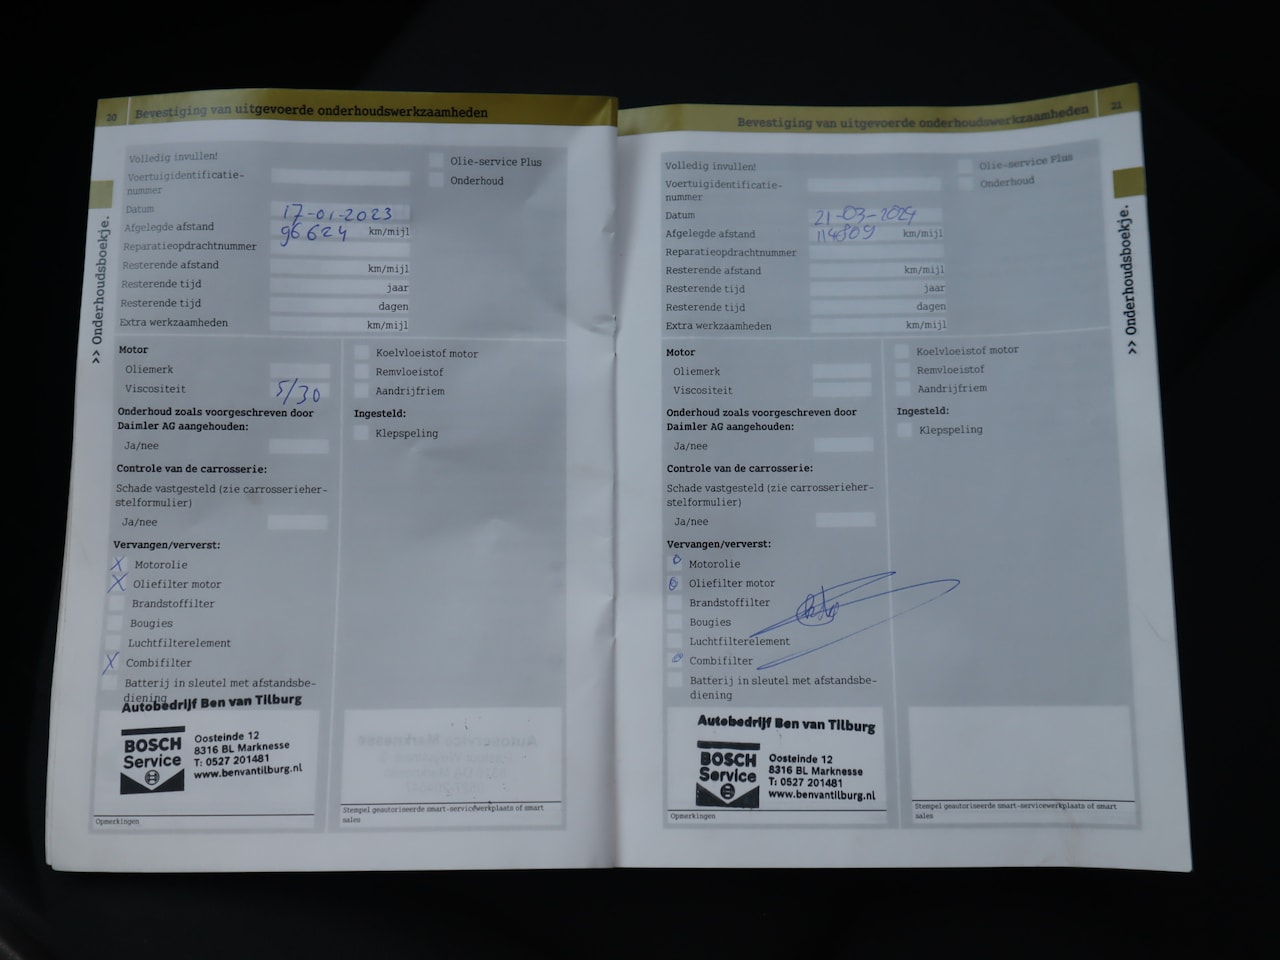 20 Bevestiging van uitgevoerde onderhoudswerkzaamheden
>> Onderhoudsboekje.
Volledig invullen!
Olie-service Plus
Voertuigidentificatie-
nummer
Onderhoud
Datum 17-01-2023
Afgelegde afstand 96624 km/mijl
Reparatieopdrachtnummer
Resterende afstand km/mijl
Resterende tijd jaar
Resterende tijd dagen
Extra werkzaamheden km/mijl
Motor
Oliemerk
Viscositeit 5/30
Onderhoud zoals voorgeschreven door
Daimler AG aangehouden:
Ja/nee
Controle van de carrosserie:
Schade vastgesteld (zie carrosserieher-
stelformulier)
Ja/nee
Vervangen/ververst:
X Motorolie
X Oliefilter motor
Brandstoffilter
Bougies
Luchtfilterelement
X Combifilter
Batterij in sleutel met afstandsbe-
diening
Koelvloeistof motor
Remvloeistof
Aandrijfriem
Ingesteld:
Klepspeling
Autobedrijf Ben van Tilburg
BOSCH
Service
Oosteinde 12
8316 BL Marknesse
T: 0527 201481
www.benvantilburg.nl
Opmerkingen
Autoservice Marknesse
Stempel geautoriseerde smart-servicewerkplaats of smart
sales
Bevestiging van uitgevoerde onderhoudswerkzaamheden 21
>> Onderhoudsboekje.
Volledig invullen!
Olie-service Plus
Voertuigidentificatie-
nummer
Onderhoud
Datum 21-03-2024
Afgelegde afstand 114809 km/mijl
Reparatieopdrachtnummer
Resterende afstand km/mijl
Resterende tijd jaar
Resterende tijd dagen
Extra werkzaamheden km/mijl
Motor
Oliemerk
Viscositeit
Onderhoud zoals voorgeschreven door
Daimler AG aangehouden:
Ja/nee
Controle van de carrosserie:
Schade vastgesteld (zie carrosserieher-
stelformulier)
Ja/nee
Vervangen/ververst:
Motorolie
Oliefilter motor
Brandstoffilter
Bougies
Luchtfilterelement
Combifilter
Batterij in sleutel met afstandsbe-
diening
Koelvloeistof motor
Remvloeistof
Aandrijfriem
Ingesteld:
Klepspeling
Autobedrijf Ben van Tilburg
BOSCH
Service
Oosteinde 12
8316 BL Marknesse
T: 0527 201481
www.benvantilburg.nl
Opmerkingen
Stempel geautoriseerde smart-servicewerkplaats of smart
sales